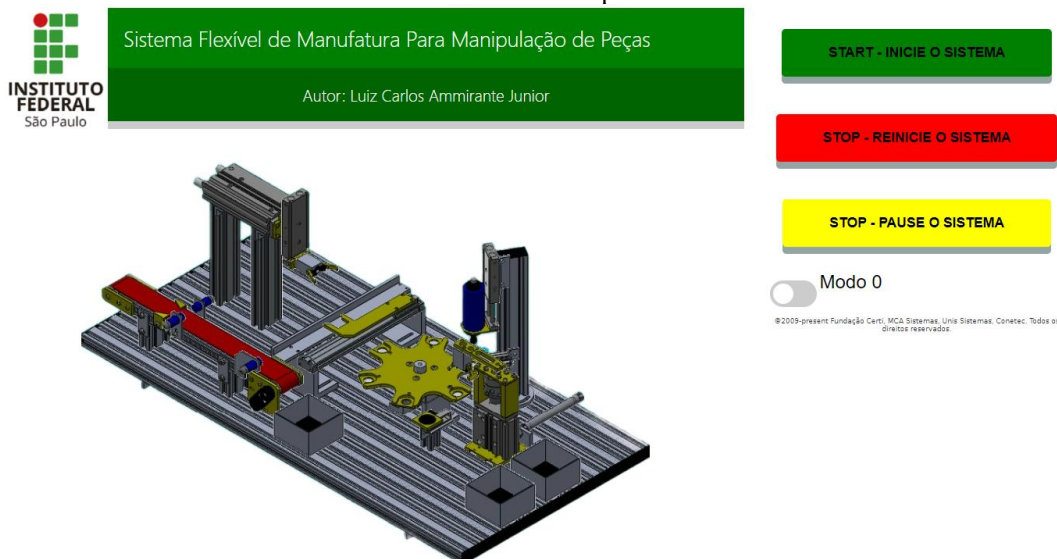 INSTITUTO
FEDERAL
São Paulo
Sistema Flexível de Manufatura Para Manipulação de Peças
Autor: Luiz Carlos Ammirante Junior
START - INICIE O SISTEMA
STOP - REINICIE O SISTEMA
STOP - PAUSE O SISTEMA
Modo 0
©2009-present Fundação Certi, MCA Sistemas, Unis Sistemas, Conetec. Todos os
direitos reservados.